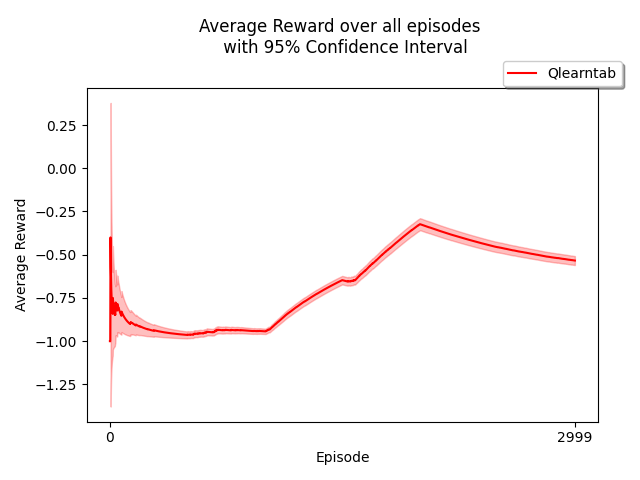 Average Reward over all episodes
with 95% Confidence Interval
Qlearntab
0.25
0.00
−0.25
−0.50
−0.75
−1.00
−1.25
Average Reward
0
2999
Episode